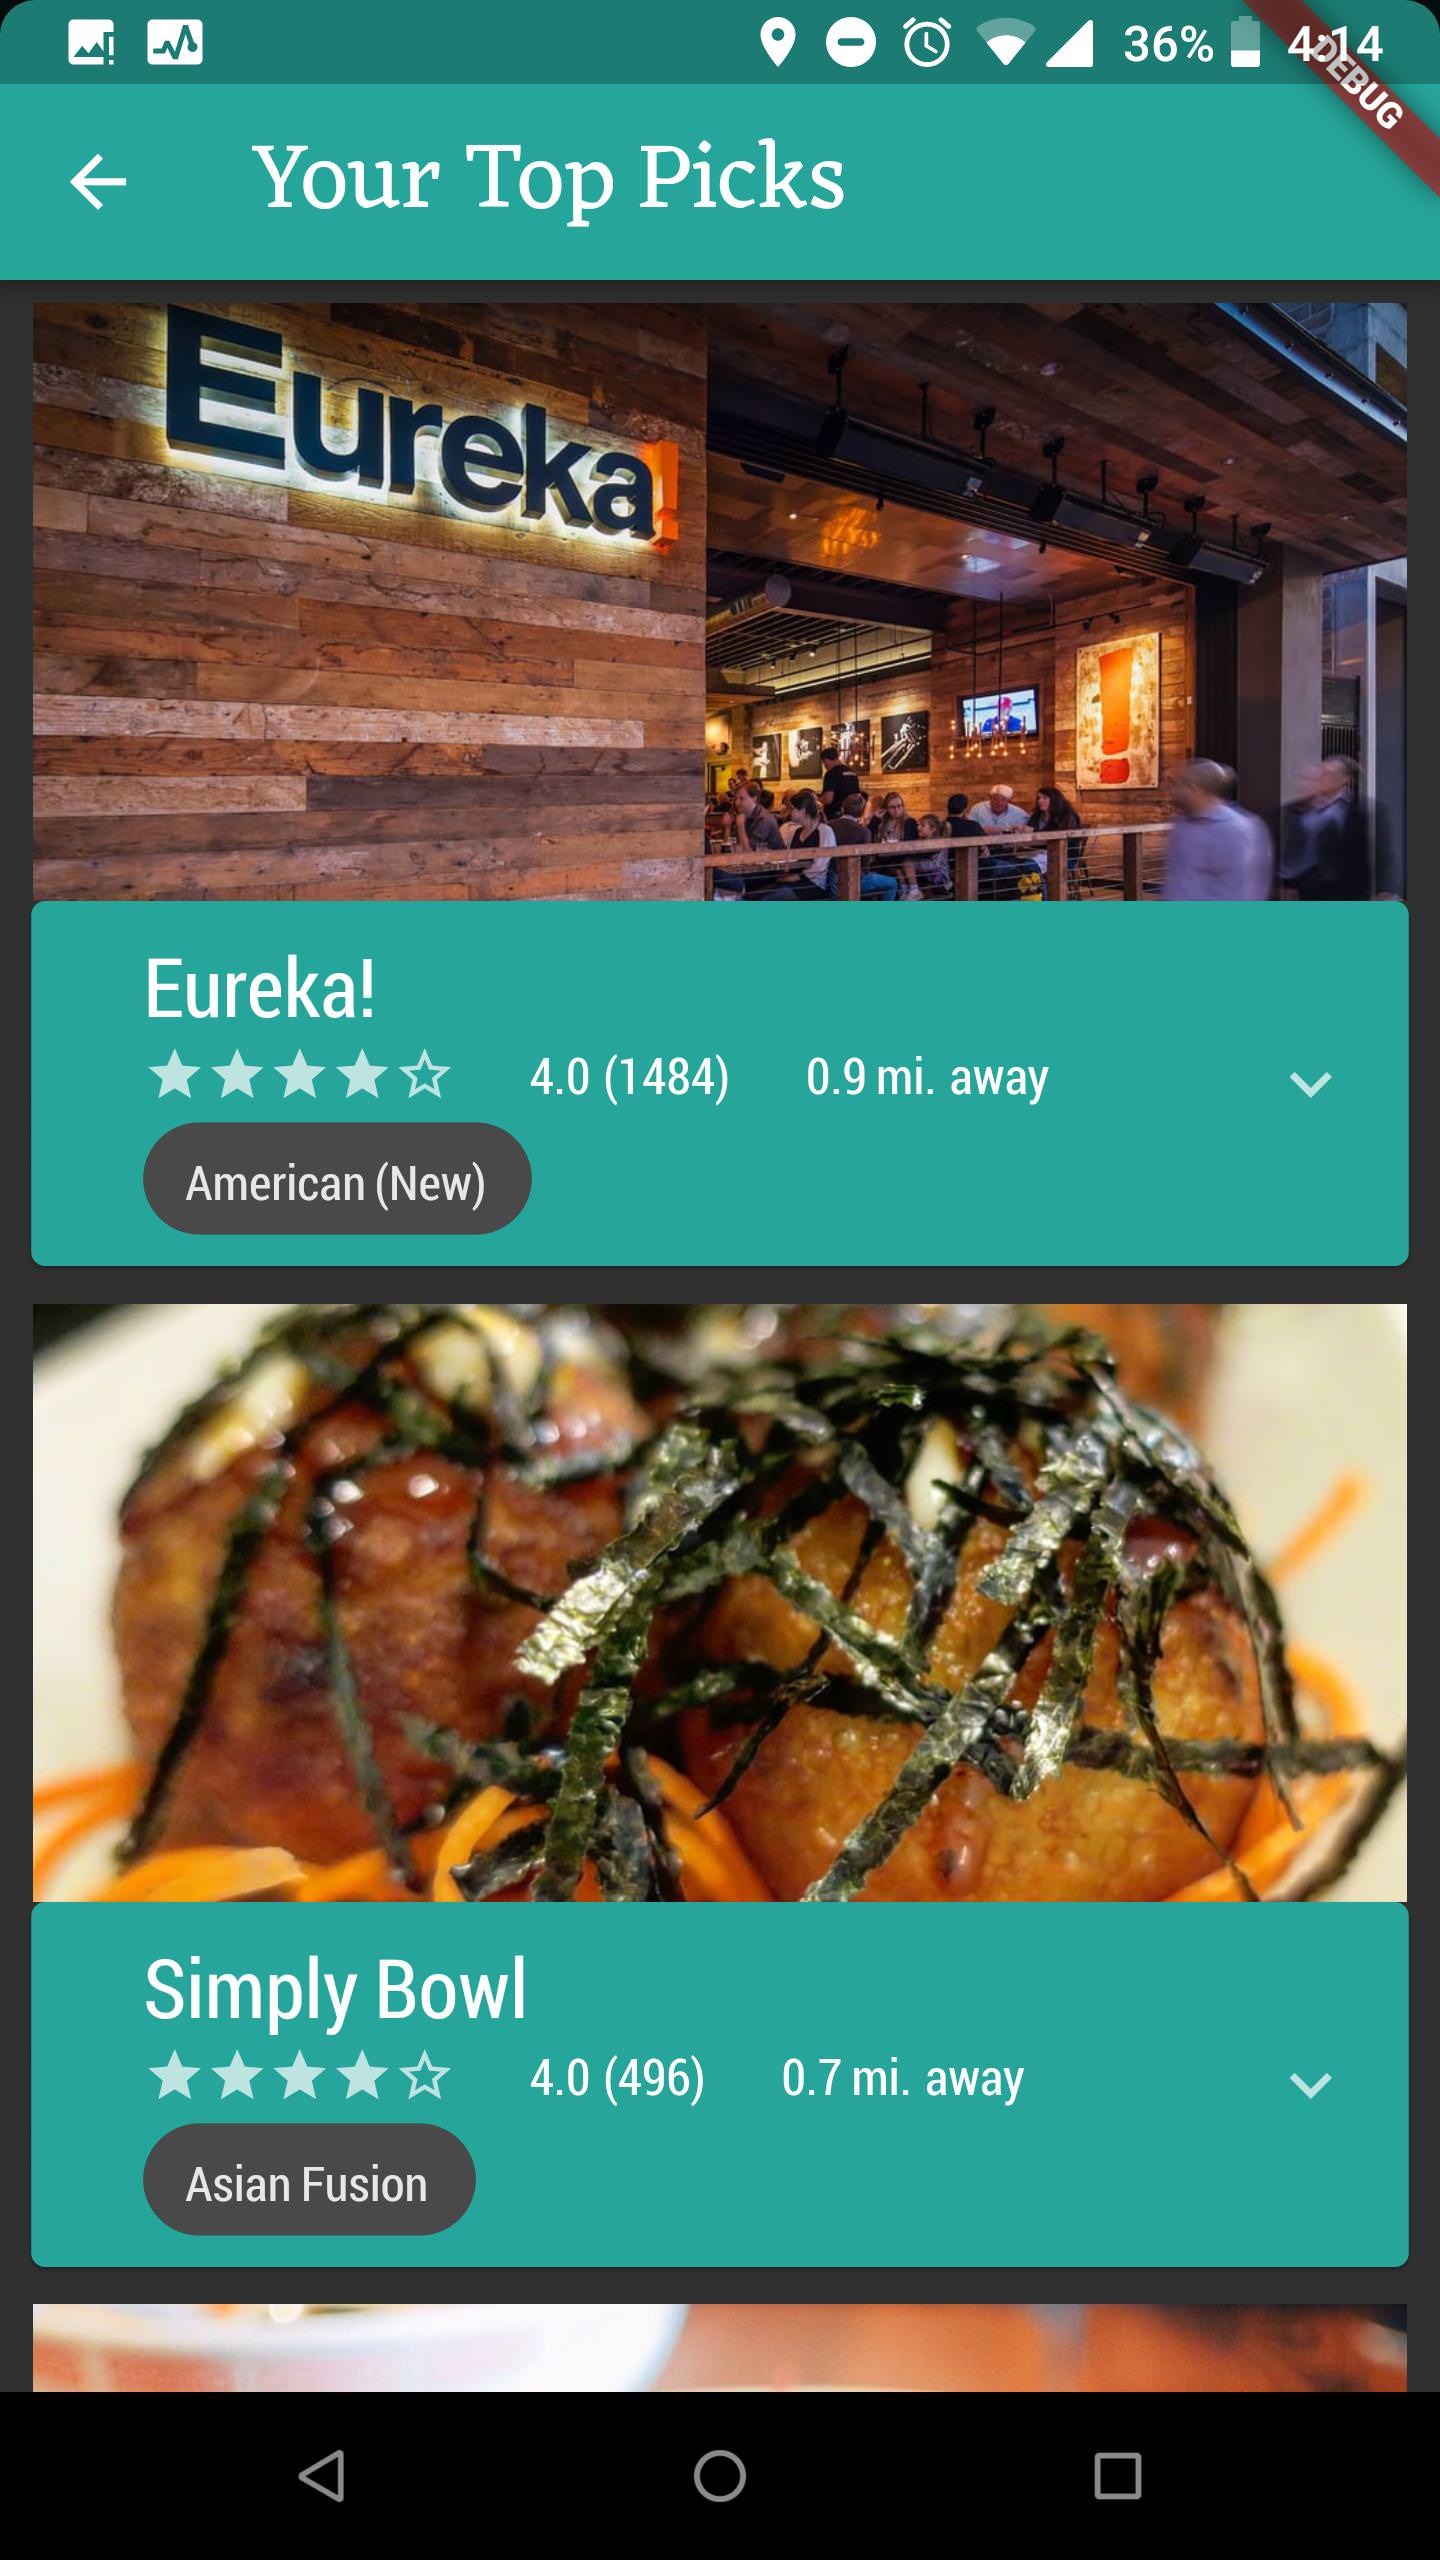 36% 4:14
DEBUG
Your Top Picks
Eureka!
Eureka!
4.0 (1484) 0.9 mi. away
American (New)
Simply Bowl
4.0 (496) 0.7 mi. away
Asian Fusion